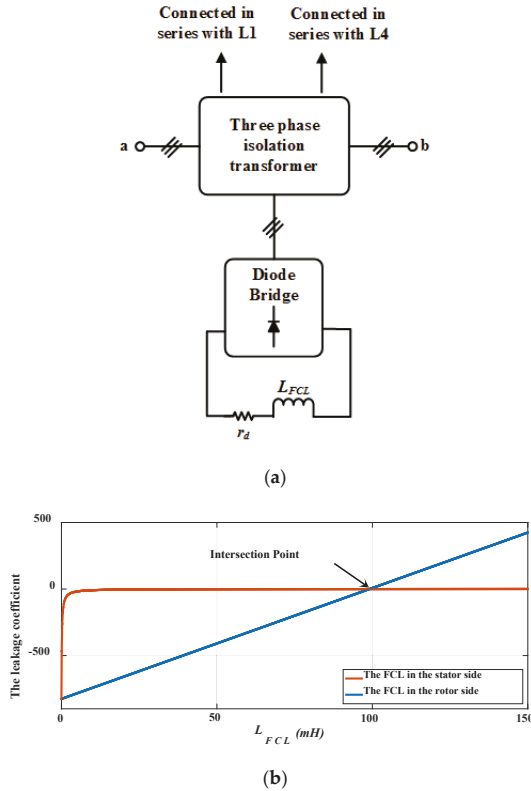 Connected in
series with L1
Connected in
series with L4
a
Three phase
isolation
transformer
b
Diode
Bridge
L_FCL
r_d
(a)
The leakage coefficient
500
0
-500
Intersection Point
The FCL in the stator side
The FCL in the rotor side
0
50
100
150
L_FCL (mH)
(b)